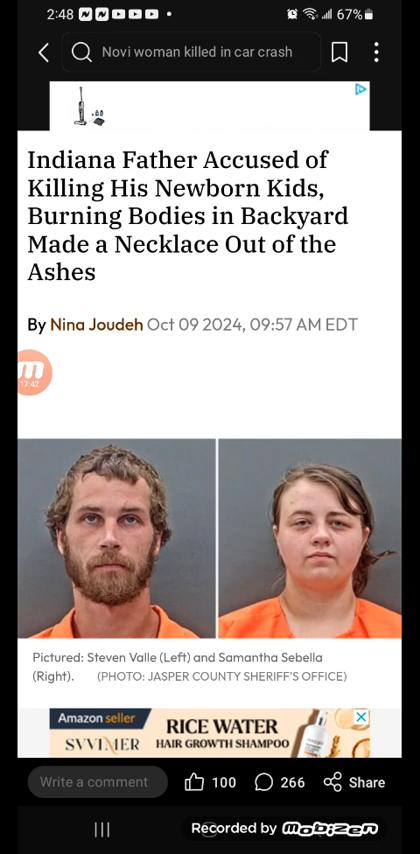 2:48
67%
Novi woman killed in car crash
Indiana Father Accused of
Killing His Newborn Kids,
Burning Bodies in Backyard
Made a Necklace Out of the
Ashes
By Nina Joudeh Oct 09 2024, 09:57 AM EDT
m
17:42
Pictured: Steven Valle (Left) and Samantha Sebella
(Right). (PHOTO: JASPER COUNTY SHERIFF'S OFFICE)
Amazon seller
SVVIMER
RICE WATER
HAIR GROWTH SHAMPOO
Write a comment
100
266
Share
Recorded by mobizen